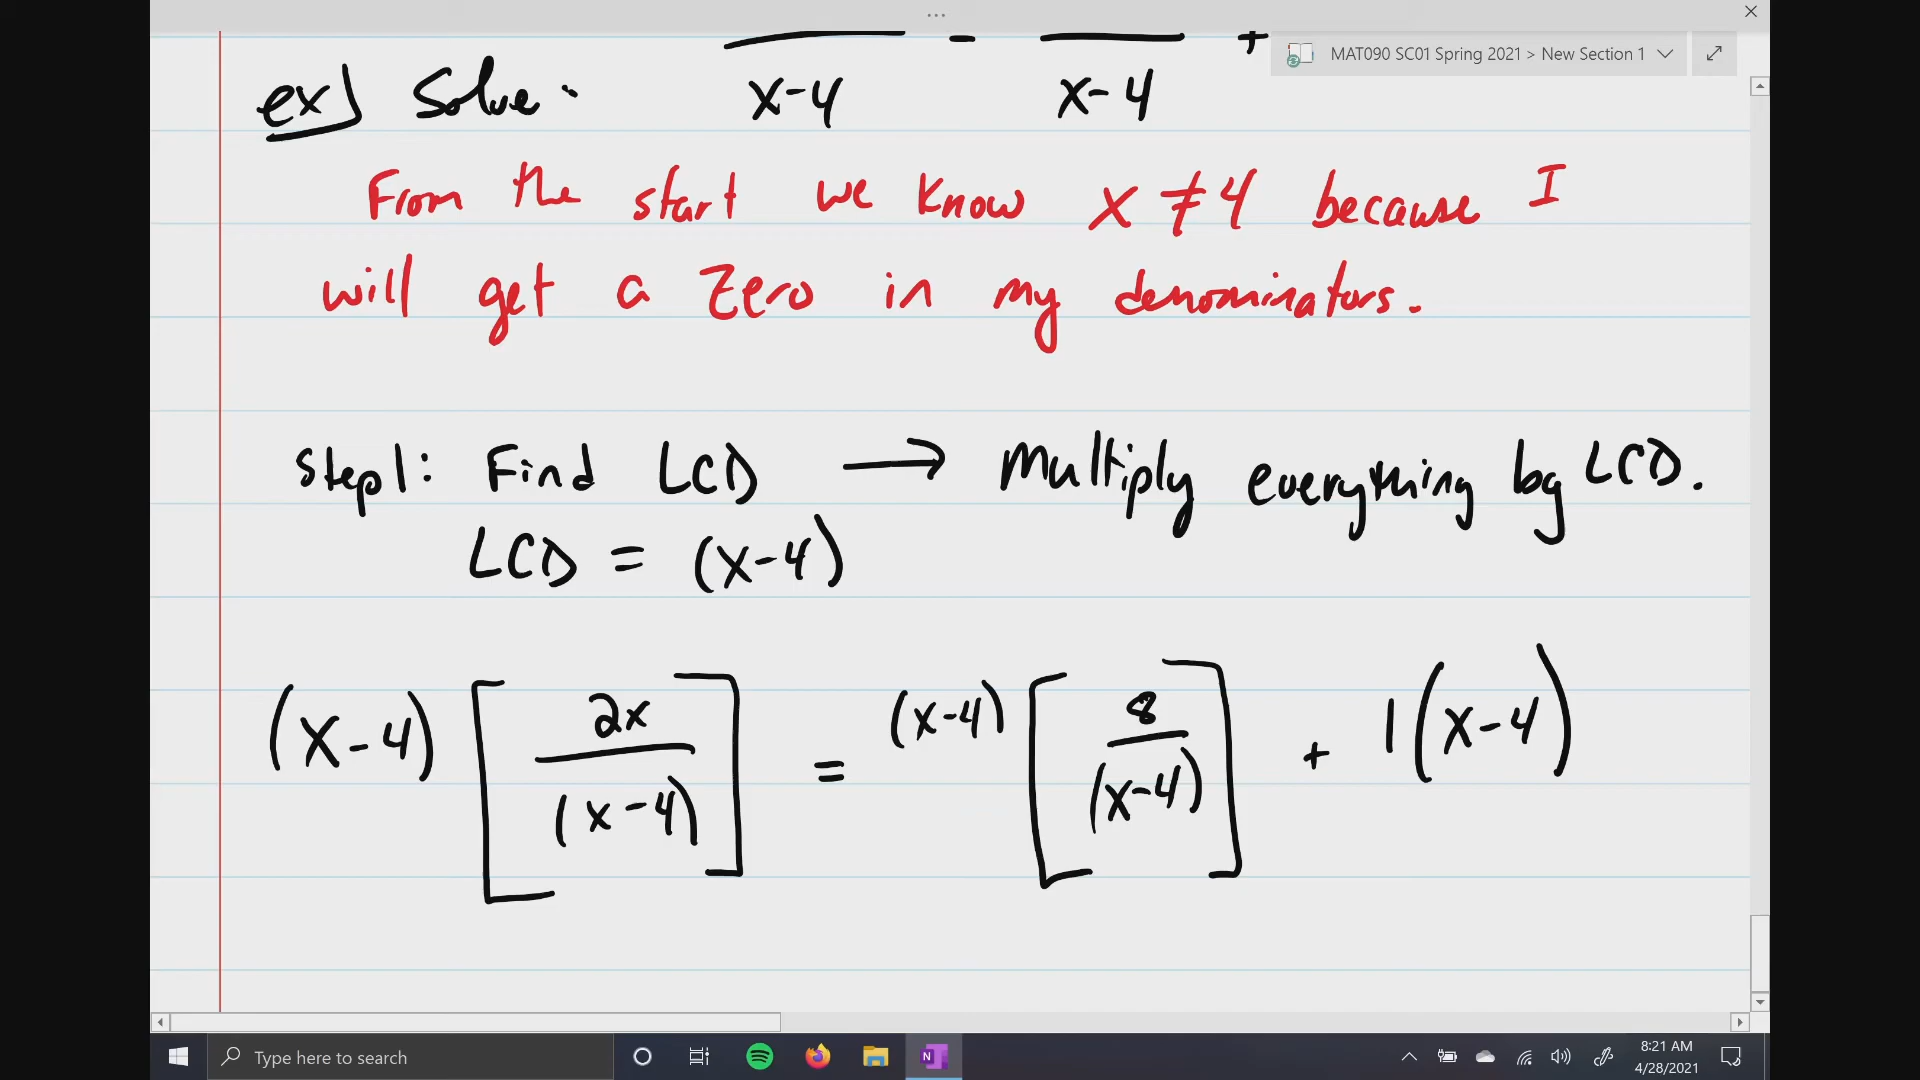 MAT090 SC01 Spring 2021 > New Section 1
ex) Solve: x-4 = x-4 +
From the start we know x ≠ 4 because I
will get a zero in my denominators.
Step1: Find LCD → Multiply everything by LCD.
LCD = (x-4)
(x-4) [ 2x / (x-4) ] = (x-4) [ 8 / (x-4) ] + 1(x-4)
Type here to search
8:21 AM
4/28/2021